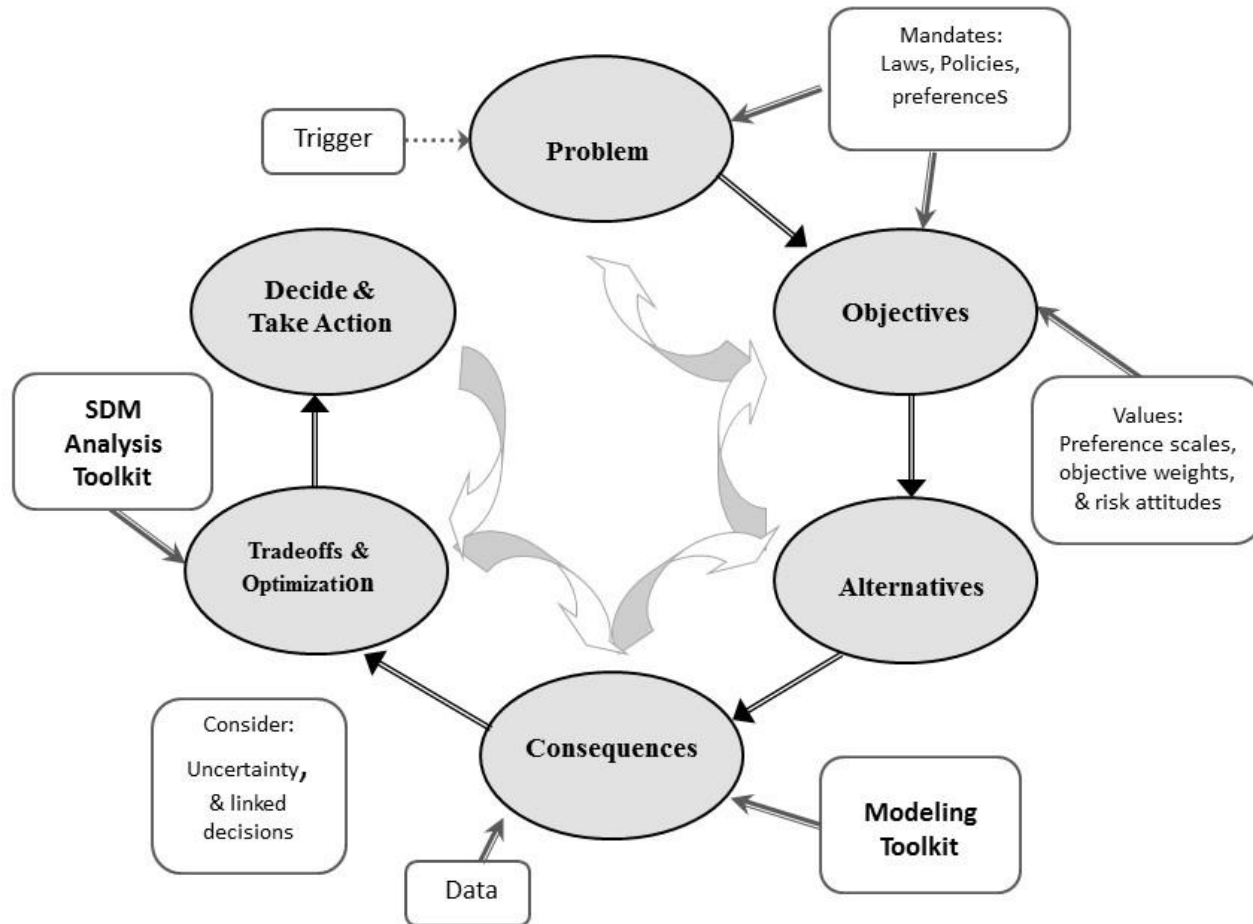 Mandates:
Laws, Policies,
preferences
Trigger
Problem
Decide &
Take Action
Objectives
SDM
Analysis
Toolkit
Values:
Preference scales,
objective weights,
& risk attitudes
Tradeoffs &
Optimization
Alternatives
Consider:
Uncertainty,
& linked
decisions
Consequences
Modeling
Toolkit
Data